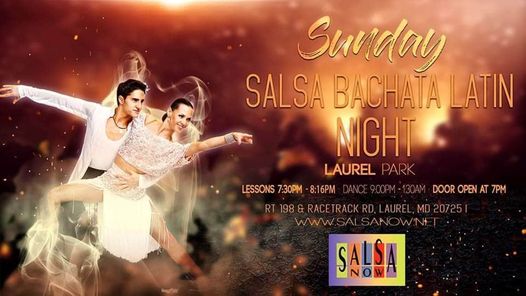 Sunday
SALSA BACHATA LATIN
NIGHT
LAUREL PARK
LESSONS 7:30PM - 8:16PM - DANCE 9:00PM - 1:30AM DOOR OPEN AT 7PM
RT 198 & RACETRACK RD, LAUREL, MD 20725 |
WWW.SALSANOW.NET
SALSA
NOW